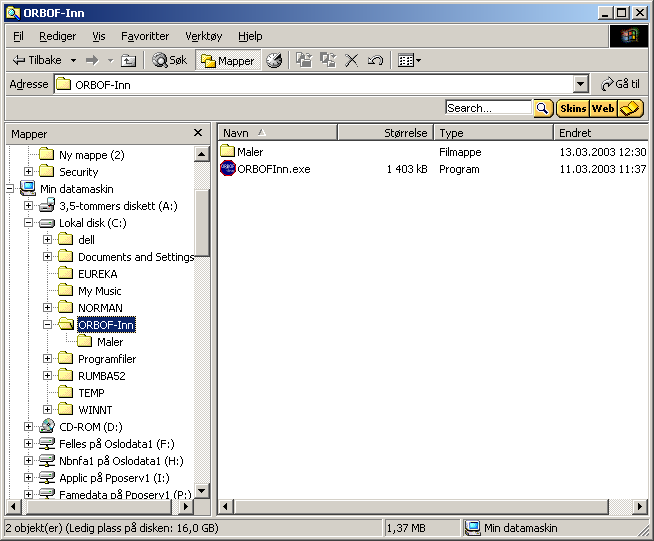 ORBOF-Inn
Fil Rediger Vis Favoritter Verktøy Hjelp
Tilbake Søk Mapper
Adresse ORBOF-Inn Gå til
Search... Skins Web
Mapper
Ny mappe (2)
Security
Min datamaskin
3,5-tommers diskett (A:)
Lokal disk (C:)
dell
Documents and Settings
EUREKA
My Music
NORMAN
ORBOF-Inn
Maler
Programfiler
RUMBA52
TEMP
WINNT
CD-ROM (D:)
Felles på Oslodata1 (F:)
Nbnfa1 på Oslodata1 (H:)
Applic på Pposerv1 (I:)
Famedata på Pposerv1 (P:)
Navn Størrelse Type Endret
Maler Filmappe 13.03.2003 12:30
ORBOFInn.exe 1 403 kB Program 11.03.2003 11:37
2 objekt(er) (Ledig plass på disken: 16,0 GB) 1,37 MB Min datamaskin